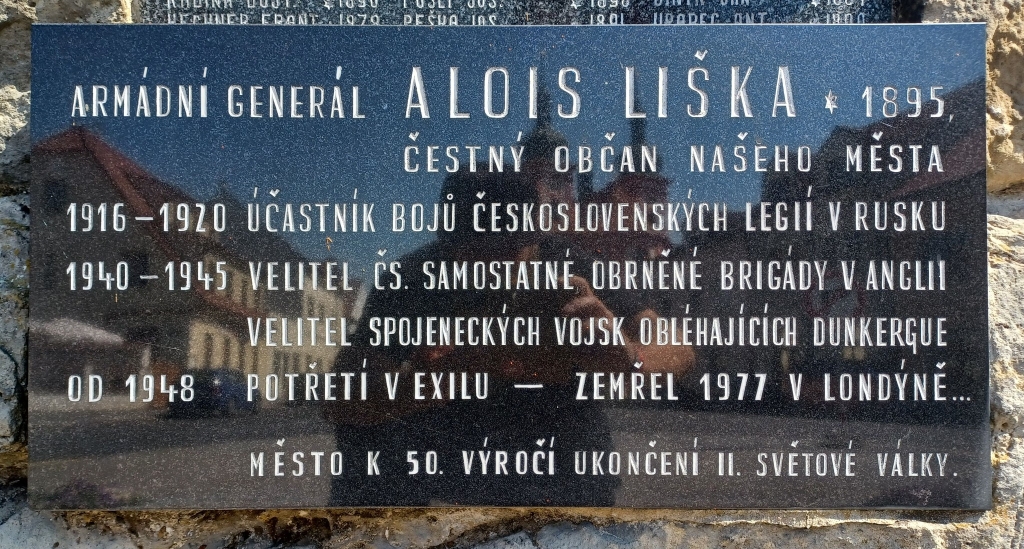 PEŠKA JOS.
ARMÁDNÍ GENERÁL ALOIS LIŠKA * 1895,
ČESTNÝ OBČAN NAŠEHO MĚSTA
1916–1920 ÚČASTNÍK BOJŮ ČESKOSLOVENSKÝCH LEGIÍ V RUSKU
1940–1945 VELITEL ČS. SAMOSTATNÉ OBRNĚNÉ BRIGÁDY V ANGLII
VELITEL SPOJENECKÝCH VOJSK OBLÉHAJÍCÍCH DUNKERQUE
OD 1948 POTŘETÍ V EXILU — ZEMŘEL 1977 V LONDÝNĚ...
MĚSTO K 50. VÝROČÍ UKONČENÍ II. SVĚTOVÉ VÁLKY.